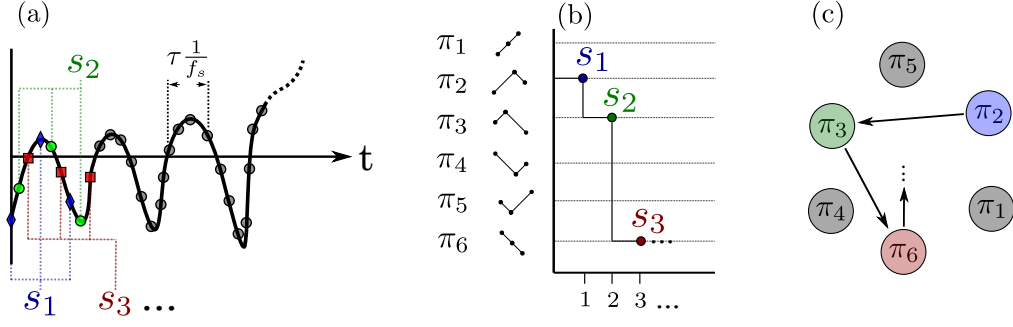 (a)
s₂
τ 1/fₛ
t
s₁
s₃
...
π₁
π₂
π₃
π₄
π₅
π₆
(b)
s₁
s₂
s₃
...
1 2 3 ...
(c)
π₅
π₂
π₃
...
π₄
π₁
π₆